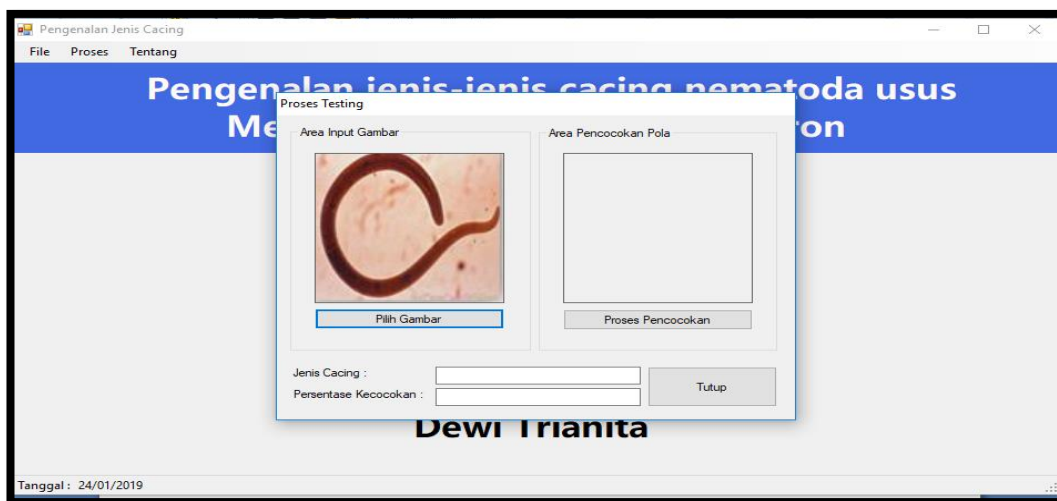 Pengenalan Jenis Cacing
File Proses Tentang
Pengenalan jenis-jenis cacing nematoda usus
Me on
Proses Testing
Area Input Gambar
Area Pencocokan Pola
Pilih Gambar
Proses Pencocokan
Jenis Cacing :
Persentase Kecocokan :
Tutup
Dewi Trianita
Tanggal : 24/01/2019